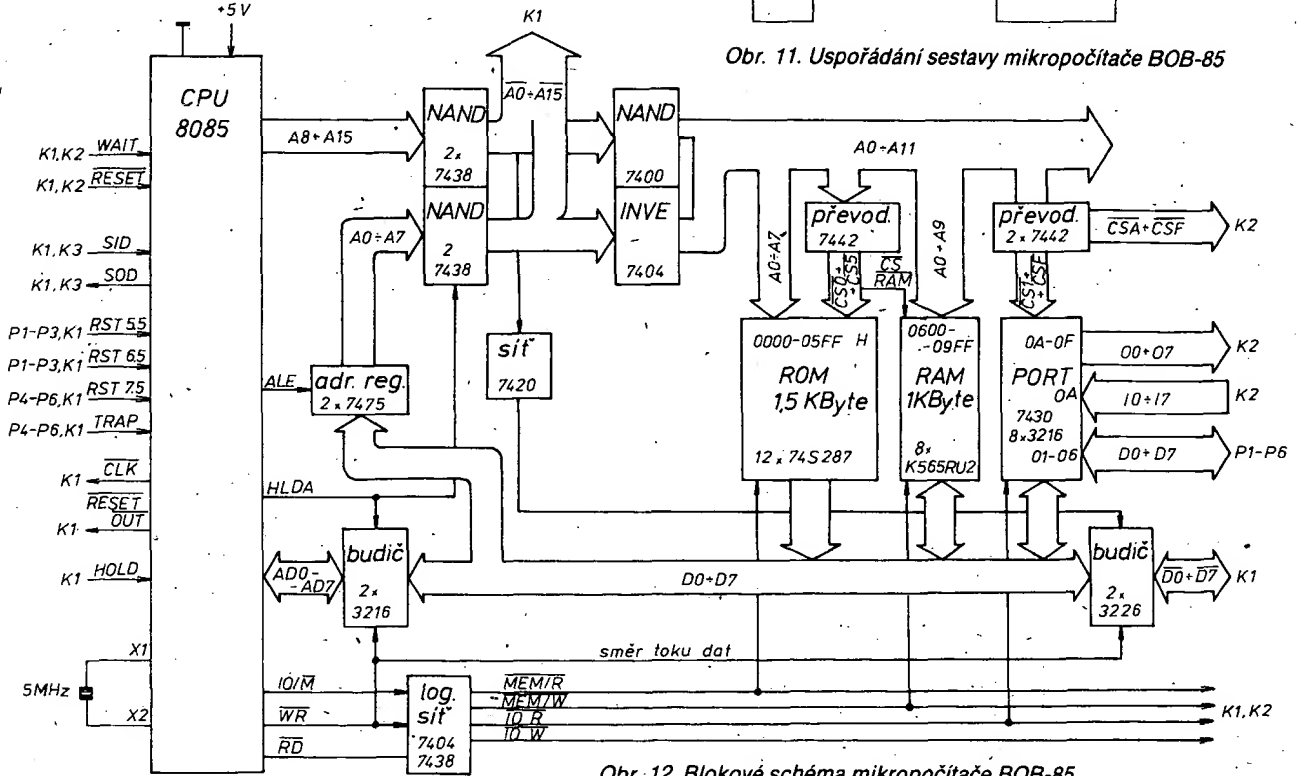 +5V
K1
Obr. 11. Uspořádání sestavy mikropočítače BOB-85
CPU
8085
A8÷A15
NAND
2x
7438
NAND
2
7438
A0÷A15
NAND
7400
INVE
7404
A0÷A11
K1,K2 WAIT
K1,K2 RESET
K1,K3 SID
K1,K3 SOD
P1-P3,K1 RST 5.5
P1-P3,K1 RST 6.5
P4-P6,K1 RST 7.5
P4-P6,K1 TRAP
K1 CLK
RESET
K1 OUT
K1 HOLD
X1
5MHz
X2
A0÷A7
ALE
adr. reg.
2x7475
síť
7420
A0÷A7
převod.
7442
CS0÷
÷CS5
CS
RAM
A0÷A9
převod.
2x7442
CS1÷
÷CSF
CSA÷CSF
K2
0000-05FF H
ROM
1,5 KByte
12x74S287
0600-
-09FF
RAM
1KByte
8x
K565RU2
0A-0F
PORT
0A
7430
8x3216
01-06
O0÷O7
K2
I0÷I7
K2
D0÷D7
P1-P6
HLDA
AD0-
-AD7
budič
2x
3216
D0÷D7
budič
2x
3226
D0÷D7
K1
směr toku dat
IO/M
WR
RD
log.
síť
7404
7438
MEM/R
MEM/W
IO R
IO W
K1,K2
Obr. 12. Blokové schéma mikropočítače BOB-85